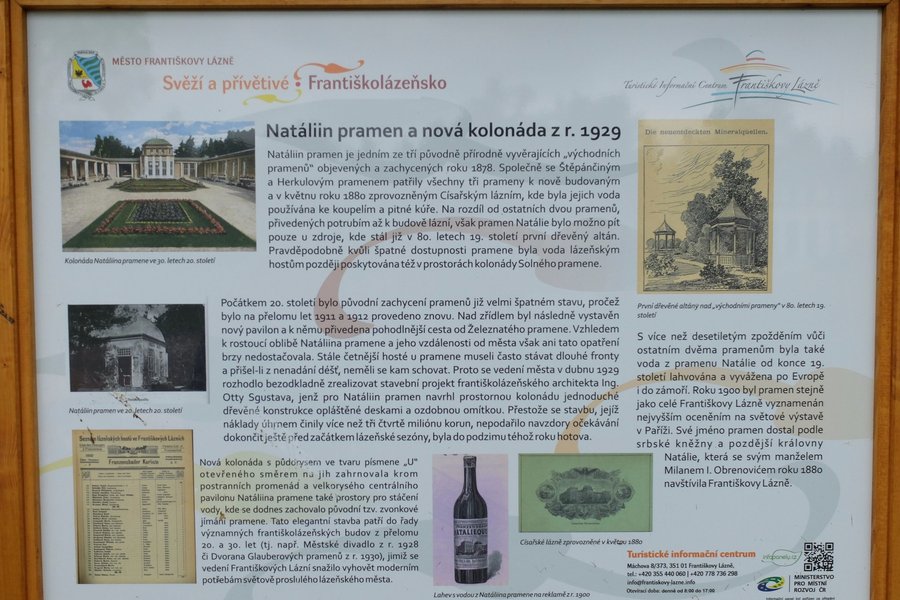 MĚSTO FRANTIŠKOVY LÁZNĚ
Svěží a přívětivé : Františkolázeňsko
Turistické Informační Centrum Františkovy Lázně
Natáliin pramen a nová kolonáda z r. 1929
Natáliin pramen je jedním ze tří původně přírodně vyvěrajících „východních
pramenů“ objevených a zachycených roku 1878. Společně se Štěpánčiným
a Herkulovým pramenem patřily všechny tři prameny k nově budovaným
a v květnu roku 1880 zprovozněným Císařským lázním, kde byla jejich voda
používána ke koupelím a pitné kúře. Na rozdíl od ostatních dvou pramenů,
přivedených potrubím až k budově lázní, však pramen Natálie bylo možno pít
pouze u zdroje, kde stál již v 80. letech 19. století první dřevěný altán.
Pravděpodobně kvůli špatné dostupnosti pramene byla voda lázeňským
hostům později poskytována též v prostorách kolonády Solného pramene.
Kolonáda Natáliina pramene ve 30. letech 20. století
Die neuentdeckten Mineralquellen.
První dřevěné altány nad „východními prameny“ v 80. letech 19.
století
Počátkem 20. století bylo původní zachycení pramenů již velmi špatném stavu, pročež
bylo na přelomu let 1911 a 1912 provedeno znovu. Nad zřídlem byl následně vystavěn
nový pavilon a k němu přivedena pohodlnější cesta od Železnatého pramene. Vzhledem
k rostoucí oblibě Natáliina pramene a jeho vzdálenosti od města však ani tato opatření
brzy nedostačovala. Stále četnější hosté u pramene museli často stávat dlouhé fronty
a přišel-li z nenadání déšť, neměli se kam schovat. Proto se vedení města v dubnu 1929
rozhodlo bezodkladně zrealizovat stavební projekt františkolázeňského architekta Ing.
Otty Sgustava, jenž pro Natáliin pramen navrhl prostornou kolonádu jednoduché
dřevěné konstrukce opláštěné deskami a ozdobnou omítkou. Přestože se stavbu, jejíž
náklady úhrnem činily více než tři čtvrtě miliónu korun, nepodařilo navzdory očekávání
dokončit ještě před začátkem lázeňské sezóny, byla do podzimu téhož roku hotova.
Natáliin pramen ve 20. letech 20. století
S více než desetiletým zpožděním vůči
ostatním dvěma pramenům byla také
voda z pramenu Natálie od konce 19.
století lahvována a vyvážena po Evropě
i do zámoří. Roku 1900 byl pramen stejně
jako celé Františkovy Lázně vyznamenán
nejvyšším oceněním na světové výstavě
v Paříži. Své jméno pramen dostal podle
srbské kněžny a pozdější královny
Natálie, která se svým manželem
Milanem I. Obrenovićem roku 1880
navštívila Františkovy Lázně.
Seznam lázeňských hostů ve Františkových Lázních
Franzensbader Kurliste
Nová kolonáda s půdorysem ve tvaru písmene „U“
otevřeného směrem na jih zahrnovala krom
postranních promenád a velkorysého centrálního
pavilonu Natáliina pramene také prostory pro stáčení
vody, kde se dodnes zachovalo původní tzv. zvonkové
jímání pramene. Tato elegantní stavba patří do řady
významných františkolázeňských budov z přelomu
20. a 30. let (tj. např. Městské divadlo z r. 1928
či Dvorana Glauberových pramenů z r. 1930), jimiž se
vedení Františkových Lázní snažilo vyhovět moderním
potřebám světově proslulého lázeňského města.
NATALIEQUELLE
Lahev s vodou z Natáliina pramene na reklamě z r. 1900
Císařské lázně zprovozněné v květnu 1880
Turistické informační centrum
Máchova 8/373, 351 01 Františkovy Lázně,
tel.: +420 355 440 060 | +420 778 736 298
info@frantiskovy-lazne.info
Otevírací doba: denně od 8:00 do 17:00
infopanely.cz
MINISTERSTVO
PRO MÍSTNÍ
ROZVOJ ČR